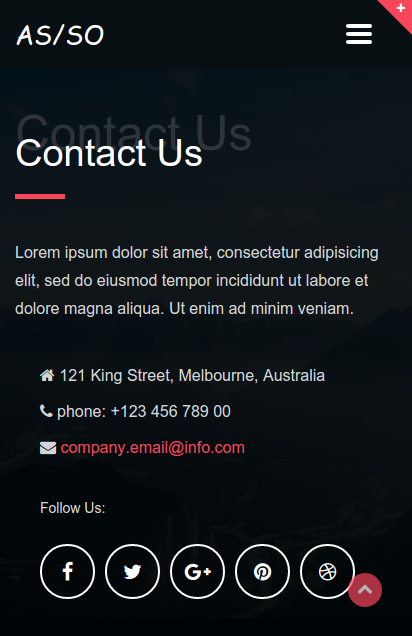 AS/SO
Contact Us
Contact Us
Lorem ipsum dolor sit amet, consectetur adipisicing
elit, sed do eiusmod tempor incididunt ut labore et
dolore magna aliqua. Ut enim ad minim veniam.
121 King Street, Melbourne, Australia
phone: +123 456 789 00
company.email@info.com
Follow Us: